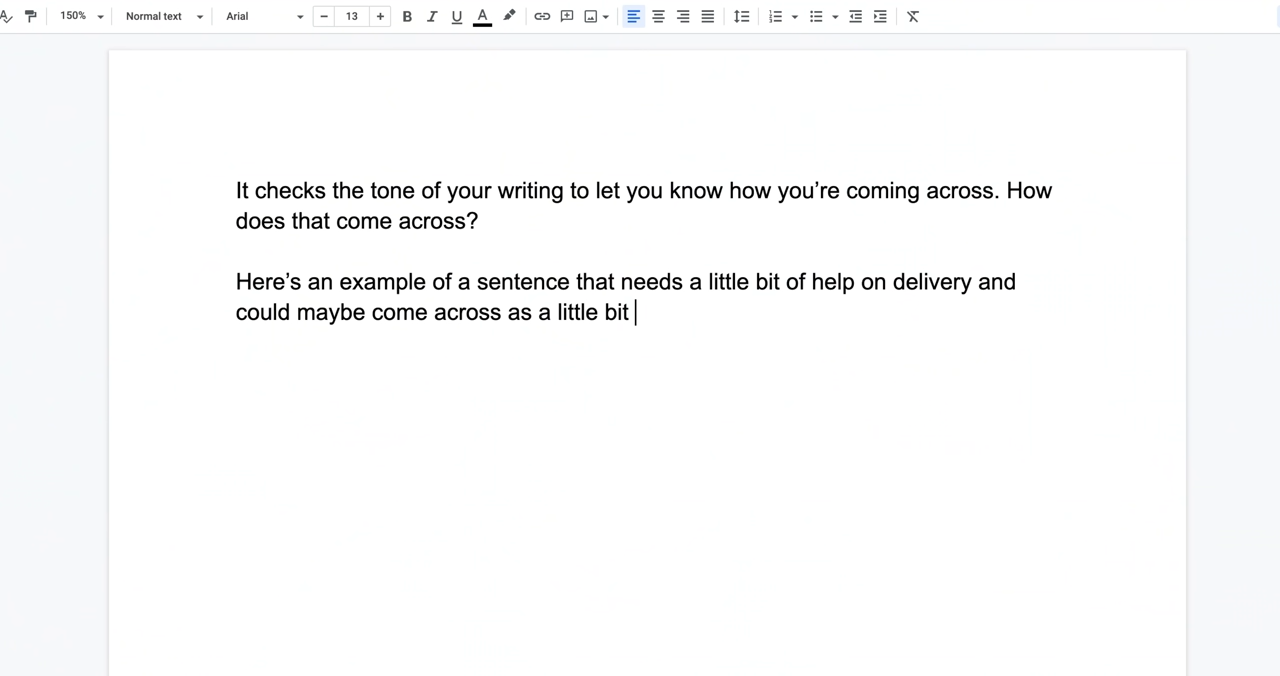 150% Normal text Arial 13 B I U A
It checks the tone of your writing to let you know how you’re coming across. How
does that come across?
Here’s an example of a sentence that needs a little bit of help on delivery and
could maybe come across as a little bit